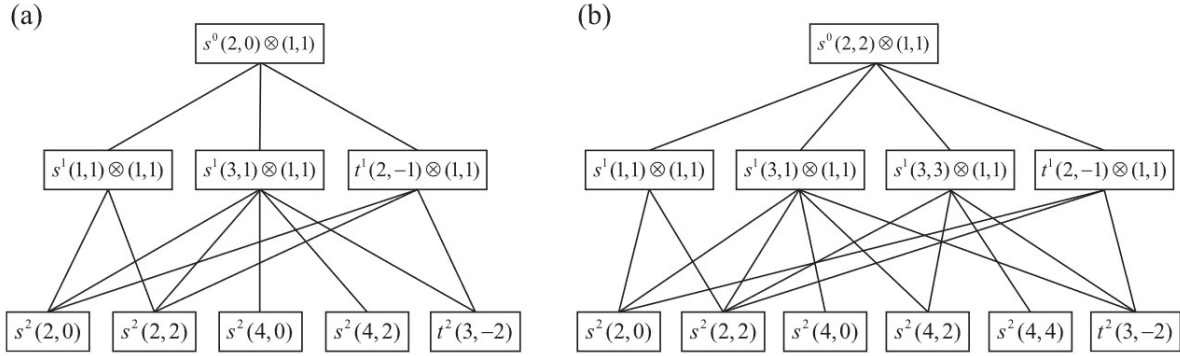 (a)
s⁰(2,0)⊗(1,1)
s¹(1,1)⊗(1,1) s¹(3,1)⊗(1,1) t¹(2,−1)⊗(1,1)
s²(2,0) s²(2,2) s²(4,0) s²(4,2) t²(3,−2)
(b)
s⁰(2,2)⊗(1,1)
s¹(1,1)⊗(1,1) s¹(3,1)⊗(1,1) s¹(3,3)⊗(1,1) t¹(2,−1)⊗(1,1)
s²(2,0) s²(2,2) s²(4,0) s²(4,2) s²(4,4) t²(3,−2)